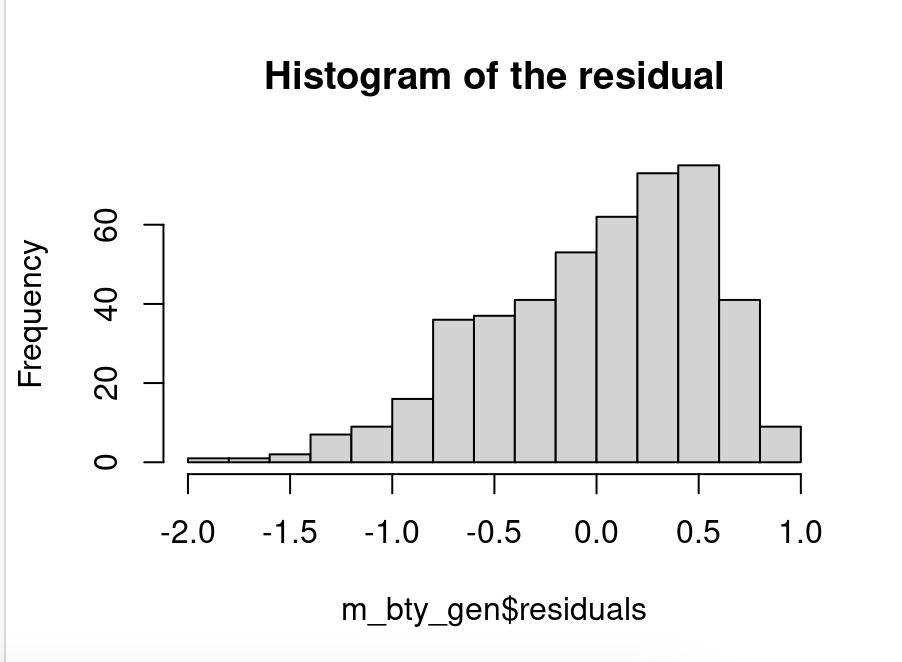 Histogram of the residual
Frequency
60
40
20
0
-2.0 -1.5 -1.0 -0.5 0.0 0.5 1.0
m_bty_gen$residuals